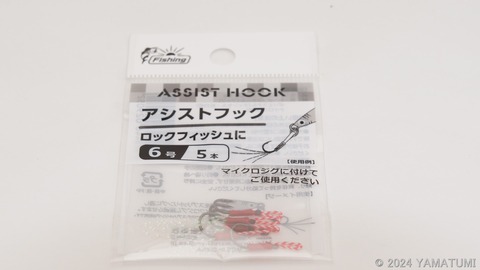 Fishing
ASSIST HOOK
アシストフック
ロックフィッシュに
6号 5本
【使用例】
マイクロジグに付けて
ご使用ください
© 2024 YAMATUMI